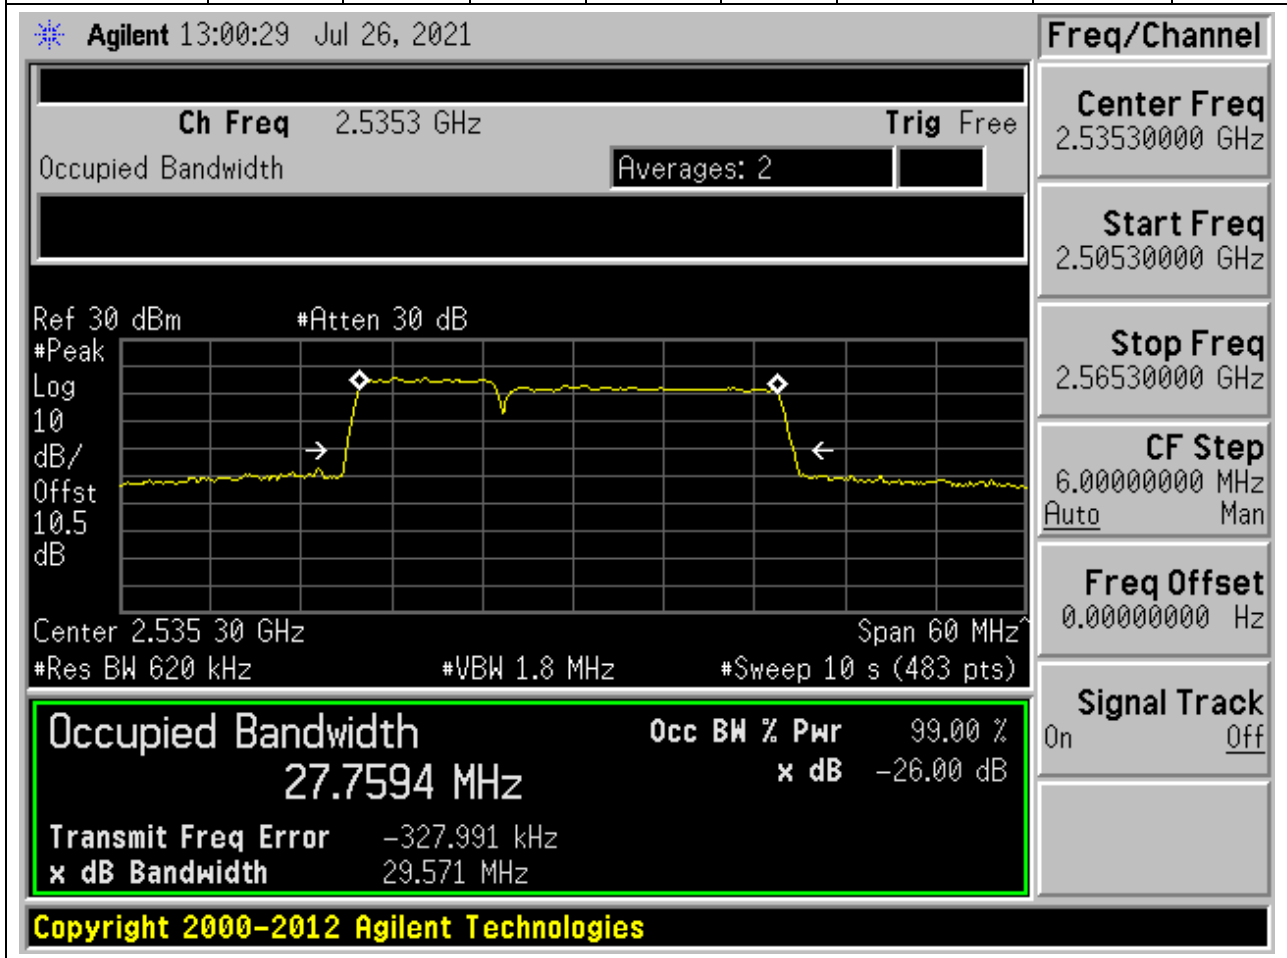 Agilent 13:00:29 Jul 26, 2021
Freq/Channel
Ch Freq 2.5353 GHz
Trig Free
Occupied Bandwidth
Averages: 2
Ref 30 dBm
#Atten 30 dB
#Peak
Log
10
dB/
Offst
10.5
dB
Center 2.535 30 GHz
Span 60 MHz^
#Res BW 620 kHz
#VBW 1.8 MHz
#Sweep 10 s (483 pts)
Occupied Bandwidth
27.7594 MHz
Occ BW % Pwr 99.00 %
x dB -26.00 dB
Transmit Freq Error -327.991 kHz
x dB Bandwidth 29.571 MHz
Copyright 2000-2012 Agilent Technologies
Center Freq
2.53530000 GHz
Start Freq
2.50530000 GHz
Stop Freq
2.56530000 GHz
CF Step
6.00000000 MHz
Auto Man
Freq Offset
0.00000000 Hz
Signal Track
On Off